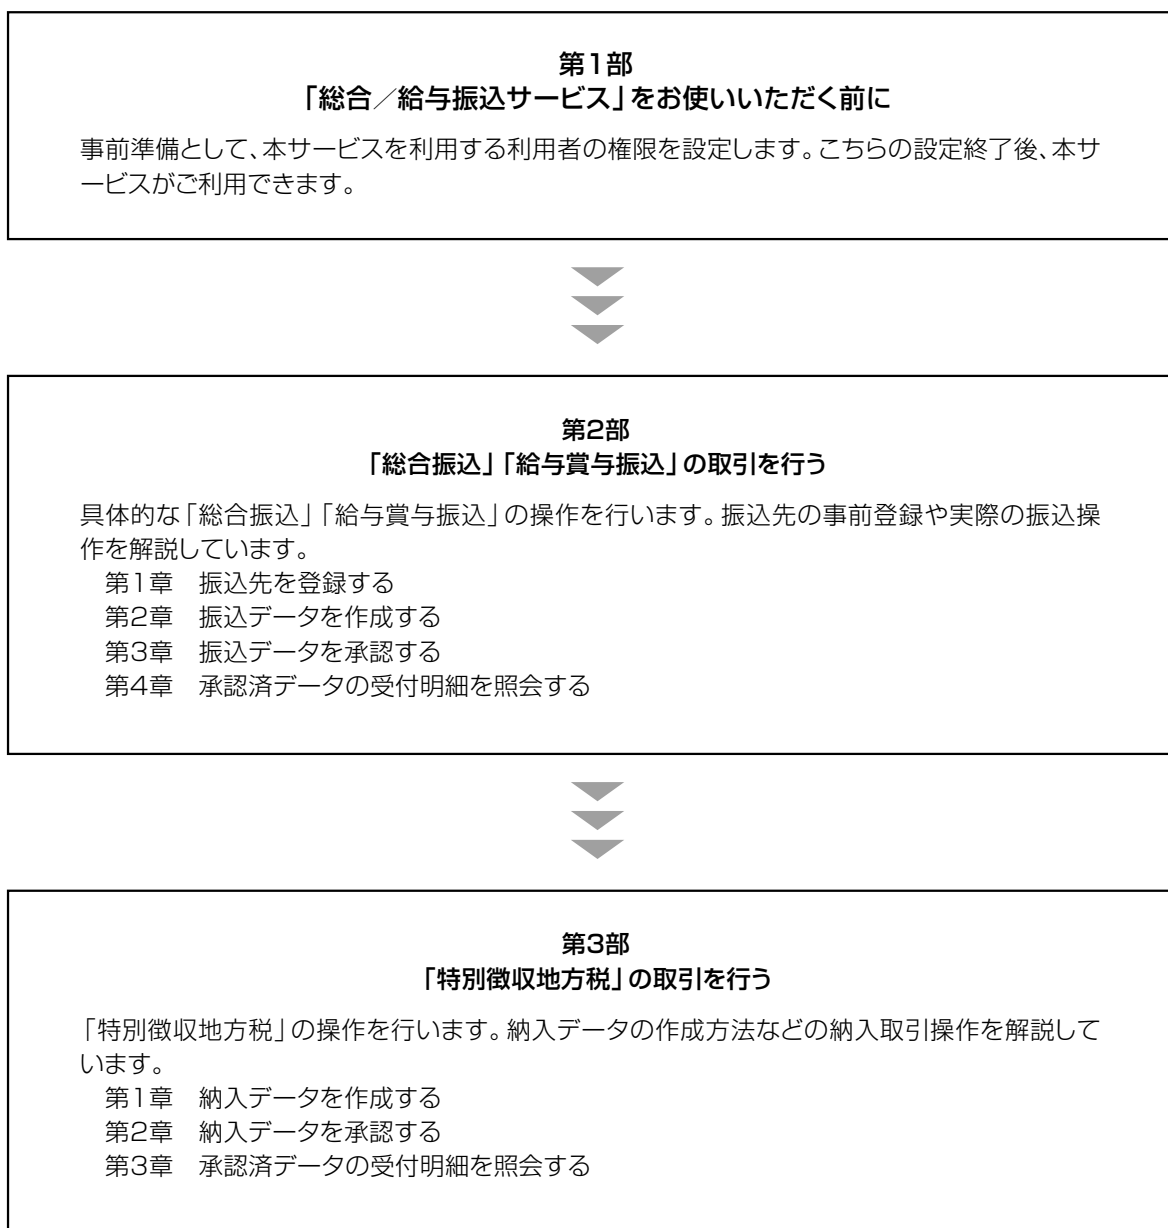 第1部
「総合／給与振込サービス」をお使いいただく前に
事前準備として、本サービスを利用する利用者の権限を設定します。こちらの設定終了後、本サ
ービスがご利用できます。
第2部
「総合振込」「給与賞与振込」の取引を行う
具体的な「総合振込」「給与賞与振込」の操作を行います。振込先の事前登録や実際の振込操
作を解説しています。
第1章　振込先を登録する
第2章　振込データを作成する
第3章　振込データを承認する
第4章　承認済データの受付明細を照会する
第3部
「特別徴収地方税」の取引を行う
「特別徴収地方税」の操作を行います。納入データの作成方法などの納入取引操作を解説して
います。
第1章　納入データを作成する
第2章　納入データを承認する
第3章　承認済データの受付明細を照会する